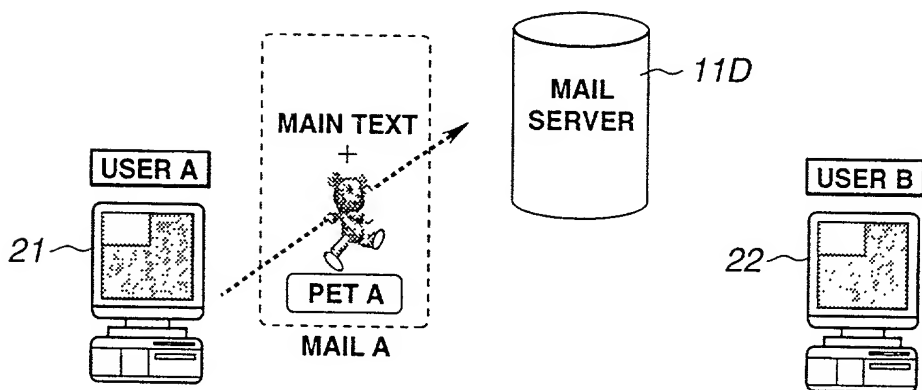 11D
MAIL
SERVER
MAIN TEXT
+
USER A
USER B
21
22
PET A
MAIL A